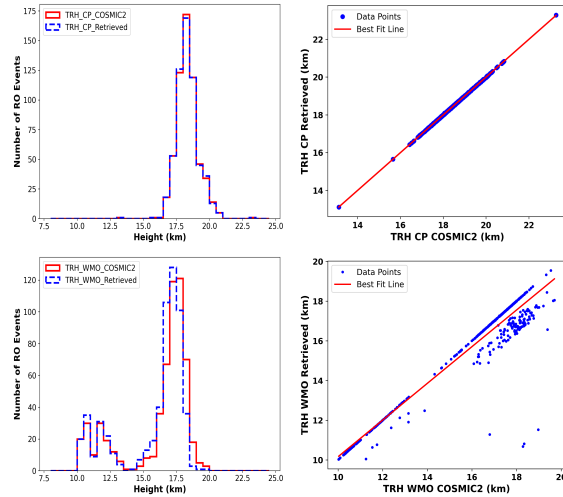 TRH_CP_COSMIC2
TRH_CP_Retrieved
Number of RO Events
175
150
125
100
75
50
25
0
7.5 10.0 12.5 15.0 17.5 20.0 22.5 25.0
Height (km)
Data Points
Best Fit Line
TRH CP Retrieved (km)
22
20
18
16
14
14 16 18 20 22
TRH CP COSMIC2 (km)
TRH_WMO_COSMIC2
TRH_WMO_Retrieved
Number of RO Events
120
100
80
60
40
20
0
7.5 10.0 12.5 15.0 17.5 20.0 22.5 25.0
Height (km)
Data Points
Best Fit Line
TRH WMO Retrieved (km)
20
18
16
14
12
10
10 12 14 16 18 20
TRH WMO COSMIC2 (km)